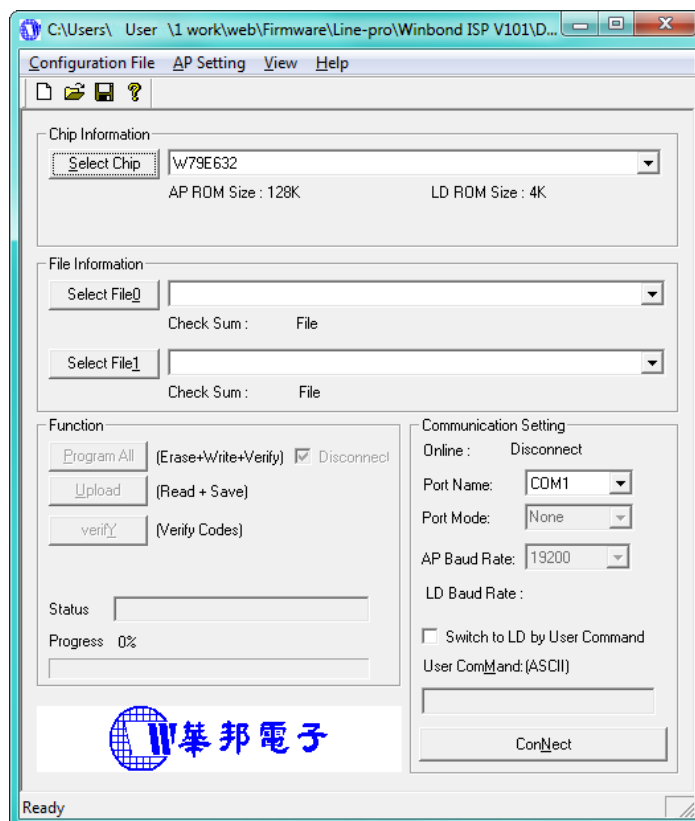 C:\Users\ User \1 work\web\Firmware\Line-pro\Winbond ISP V101\D...
Configuration File AP Setting View Help
Chip Information
Select Chip W79E632
AP ROM Size : 128K LD ROM Size : 4K
File Information
Select File0
Check Sum : File
Select File1
Check Sum : File
Function
Program All (Erase+Write+Verify) Disconnect
Upload (Read + Save)
verifY (Verify Codes)
Status
Progress 0%
華邦電子
Communication Setting
Online : Disconnect
Port Name: COM1
Port Mode: None
AP Baud Rate: 19200
LD Baud Rate :
Switch to LD by User Command
User ComMand:(ASCII)
ConNect
Ready